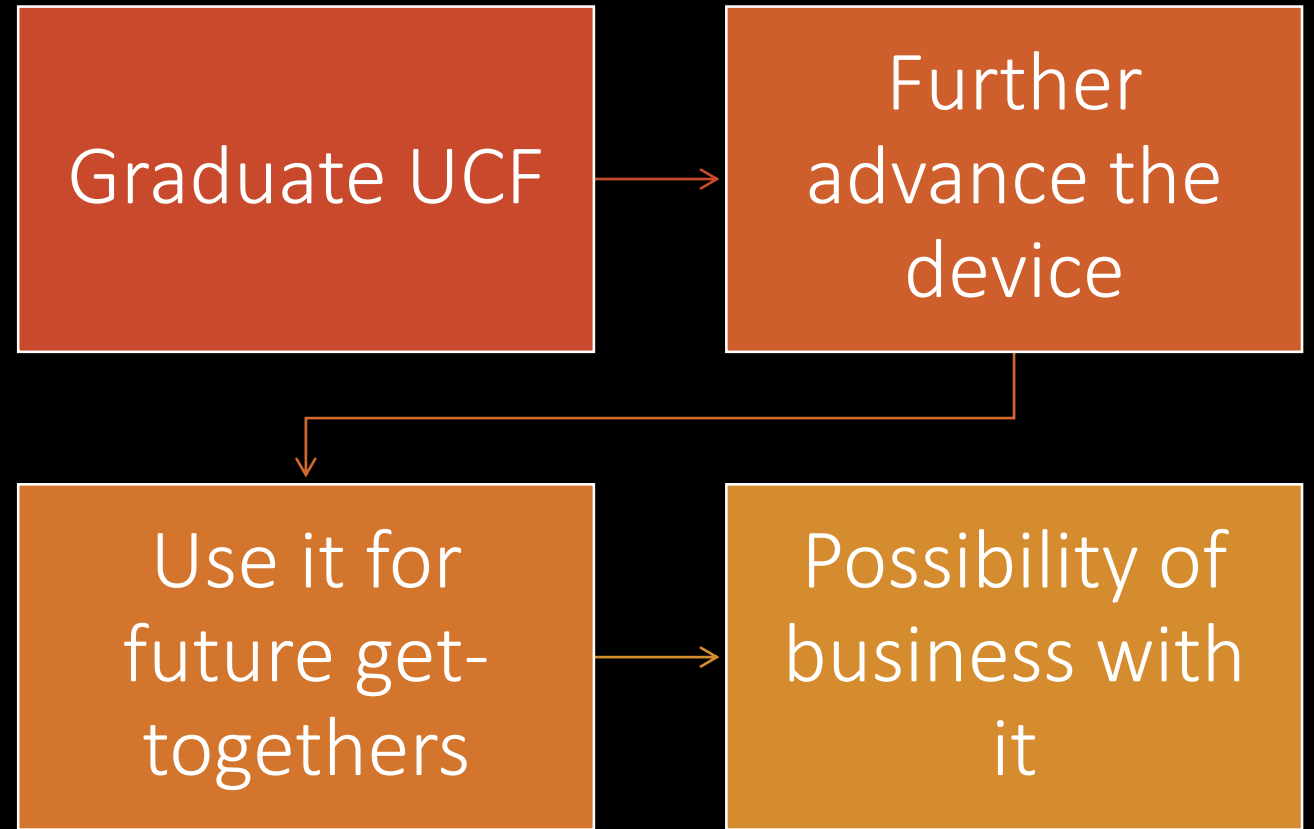 Graduate UCF
Further
advance the
device
Use it for
future get-
togethers
Possibility of
business with
it